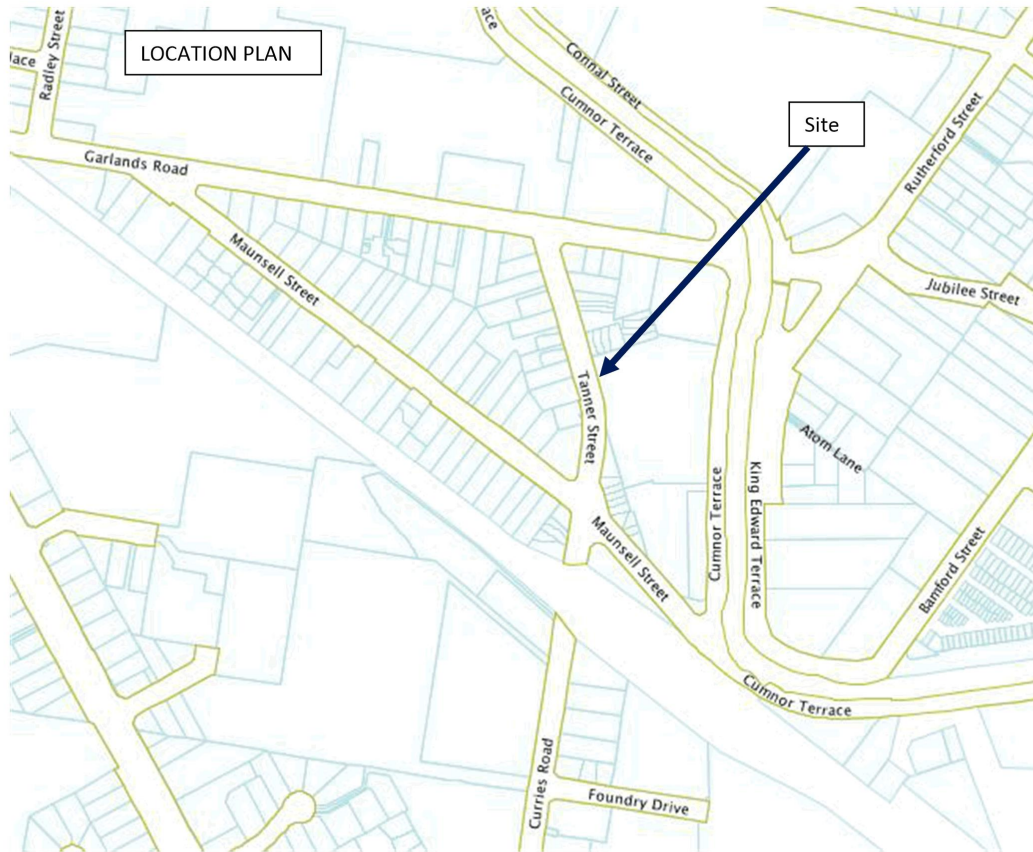 ace
Radley Street
lace
LOCATION PLAN
Connal Street
Cumnor Terrace
Site
Rutherford Street
Garlands Road
Maunsell Street
Jubilee Street
Tanner Street
Atom Lane
Cumnor Terrace
King Edward Terrace
Maunsell Street
Bamford Street
Cumnor Terrace
Curries Road
Foundry Drive